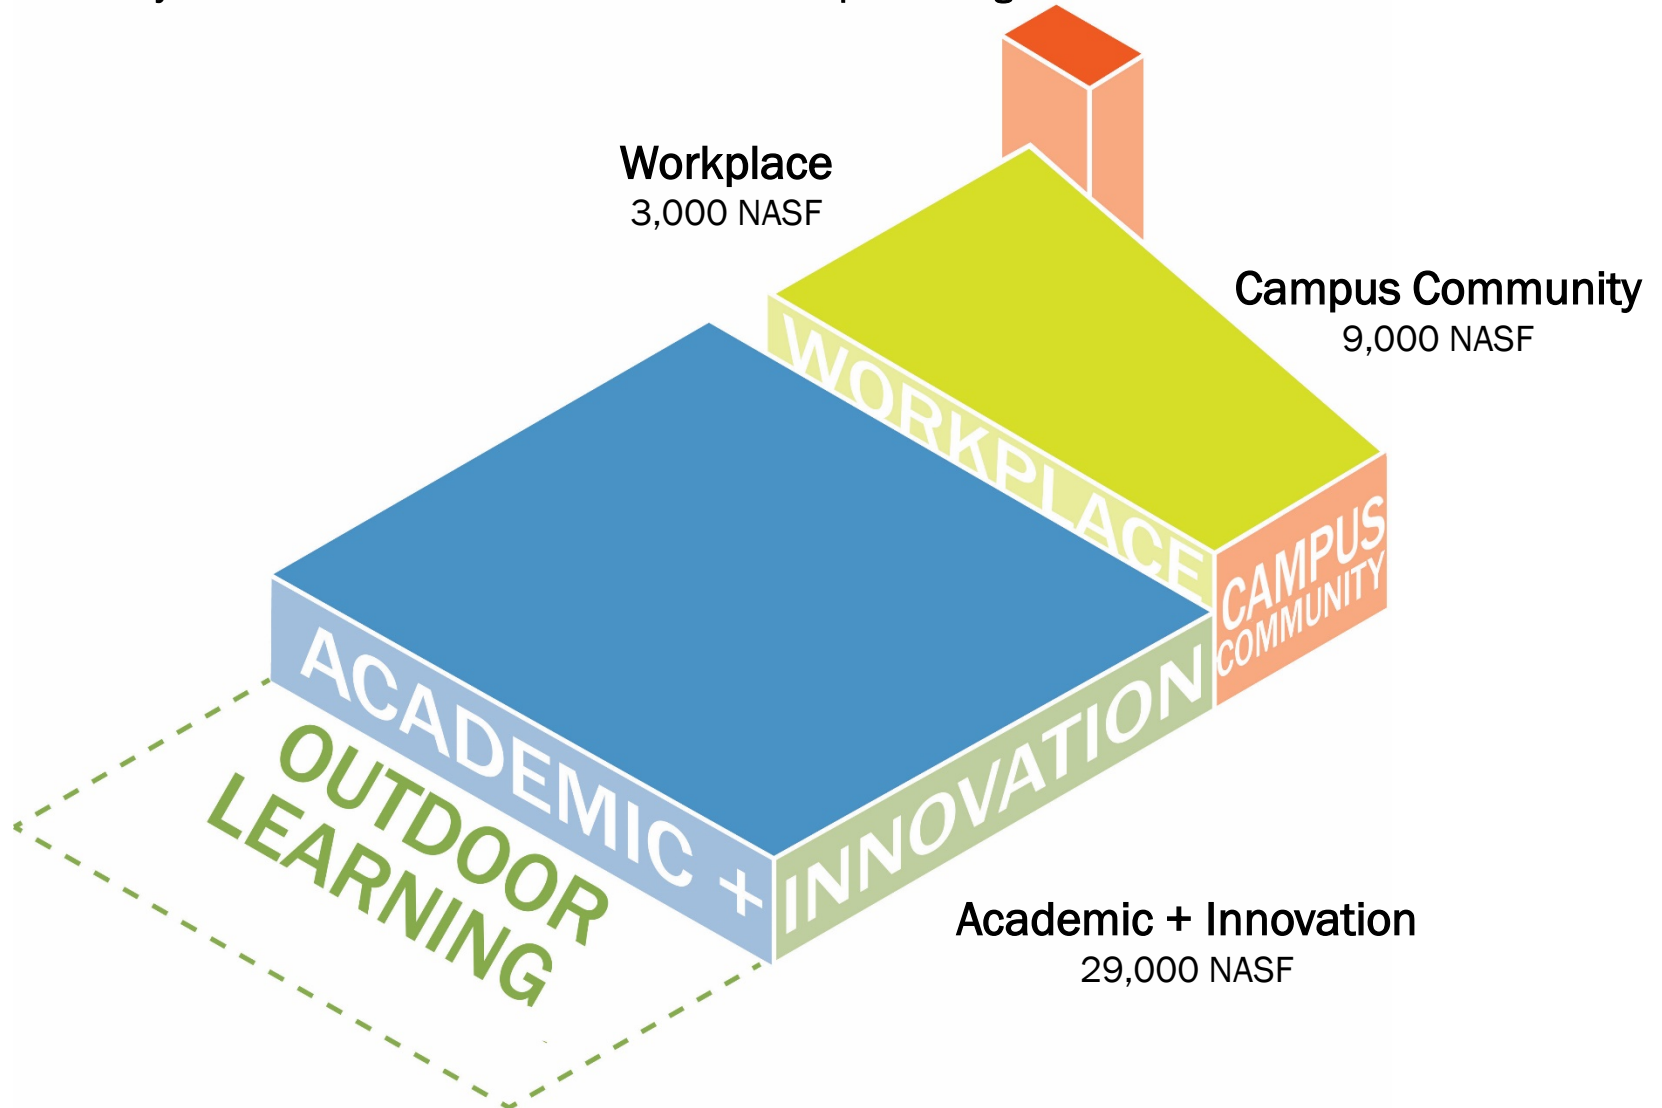 Workplace
3,000 NASF
Campus Community
9,000 NASF
WORKPLACE
CAMPUS
COMMUNITY
ACADEMIC +
INNOVATION
OUTDOOR
LEARNING
Academic + Innovation
29,000 NASF